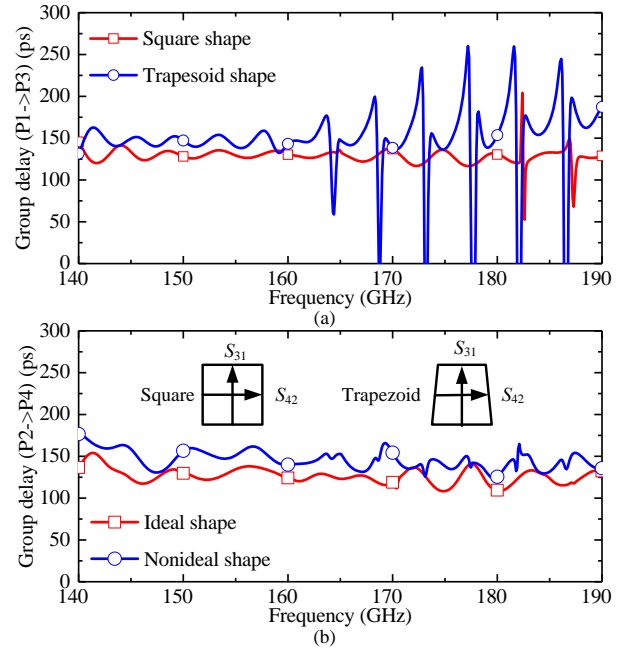 300
250
200
150
100
50
0
Group delay (P1->P3) (ps)
Square shape
Trapesoid shape
140 150 160 170 180 190
Frequency (GHz)
(a)
300
250
200
150
100
50
0
Group delay (P2->P4) (ps)
S31
S31
Square
S42
Trapezoid
S42
Ideal shape
Nonideal shape
140 150 160 170 180 190
Frequency (GHz)
(b)